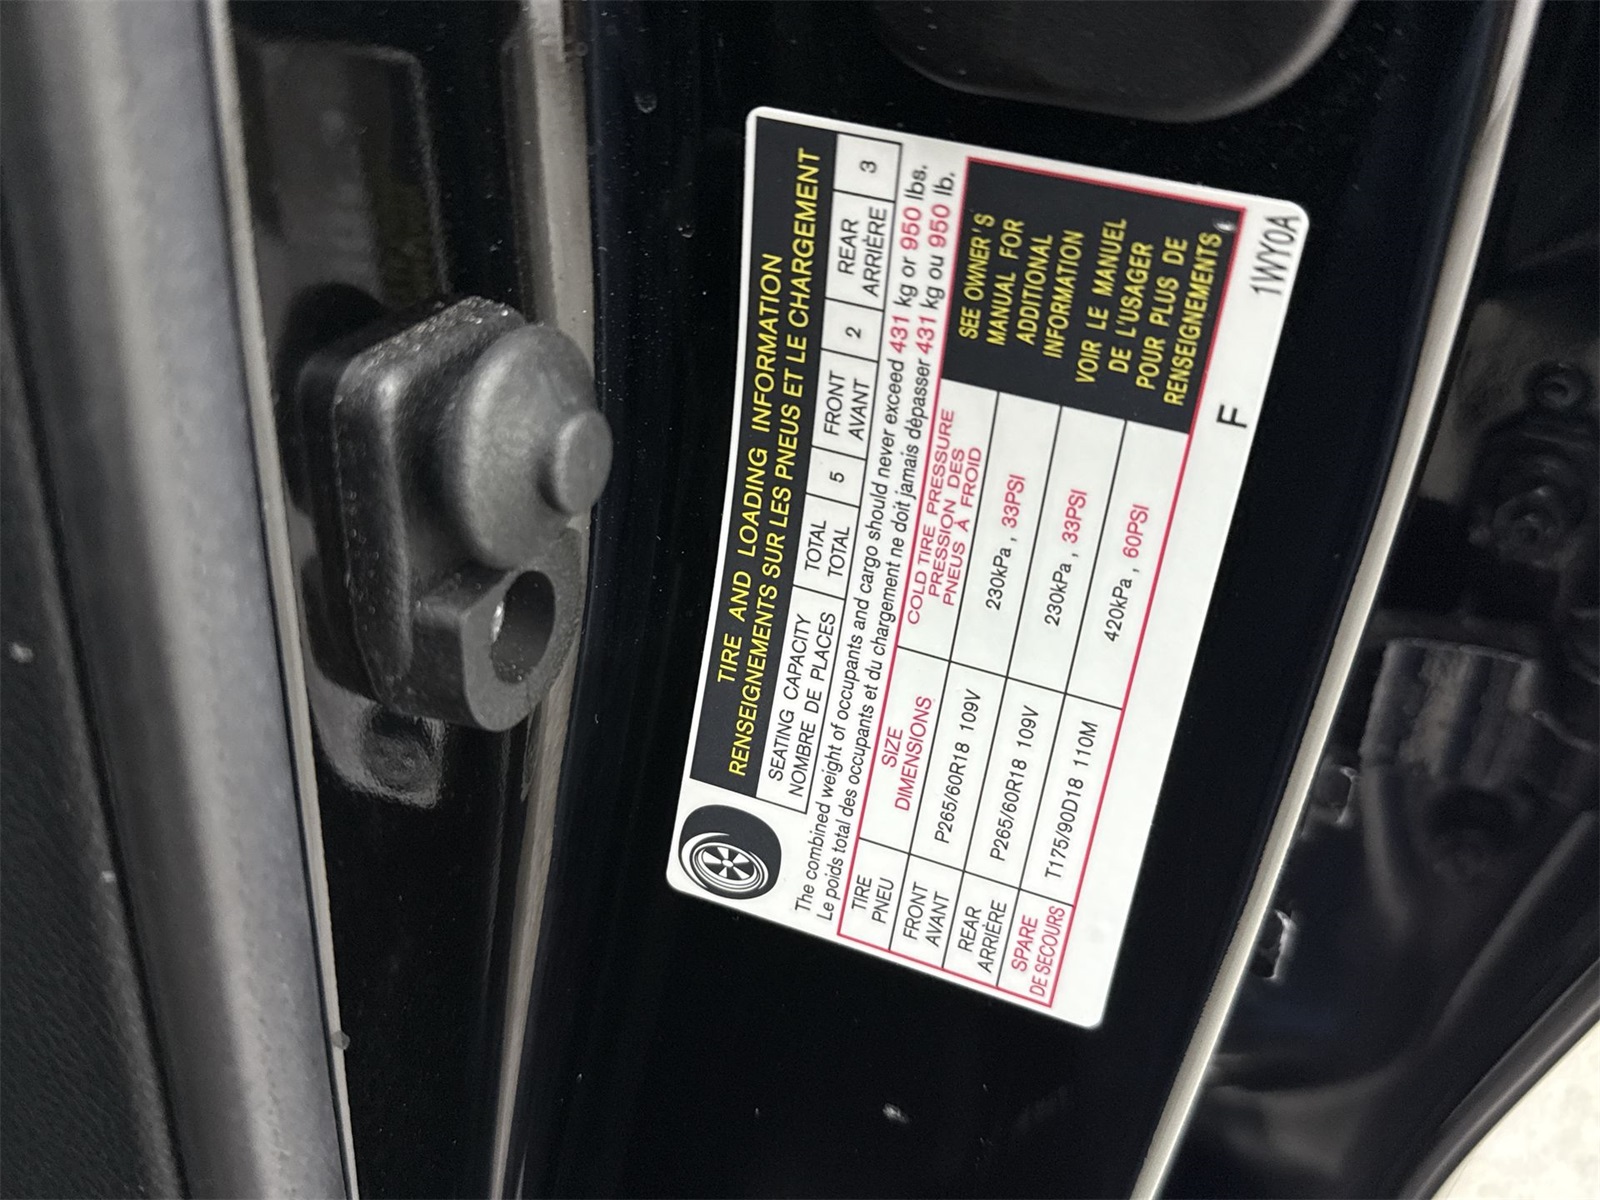 TIRE AND LOADING INFORMATION
RENSEIGNEMENTS SUR LES PNEUS ET LE CHARGEMENT
SEATING CAPACITY
NOMBRE DE PLACES
TOTAL
TOTAL
5
FRONT
AVANT
2
REAR
ARRIÈRE
3
The combined weight of occupants and cargo should never exceed 431 kg or 950 lbs.
Le poids total des occupants et du chargement ne doit jamais dépasser 431 kg ou 950 lb.
TIRE
PNEU
SIZE
DIMENSIONS
COLD TIRE PRESSURE
PRESSION DES
PNEUS À FROID
FRONT
AVANT
P265/60R18 109V
230kPa, 33PSI
REAR
ARRIÈRE
P265/60R18 109V
230kPa, 33PSI
SPARE
DE SECOURS
T175/90D18 110M
420kPa, 60PSI
SEE OWNER'S
MANUAL FOR
ADDITIONAL
INFORMATION
VOIR LE MANUEL
DE L'USAGER
POUR PLUS DE
RENSEIGNEMENTS
F
1WY0A